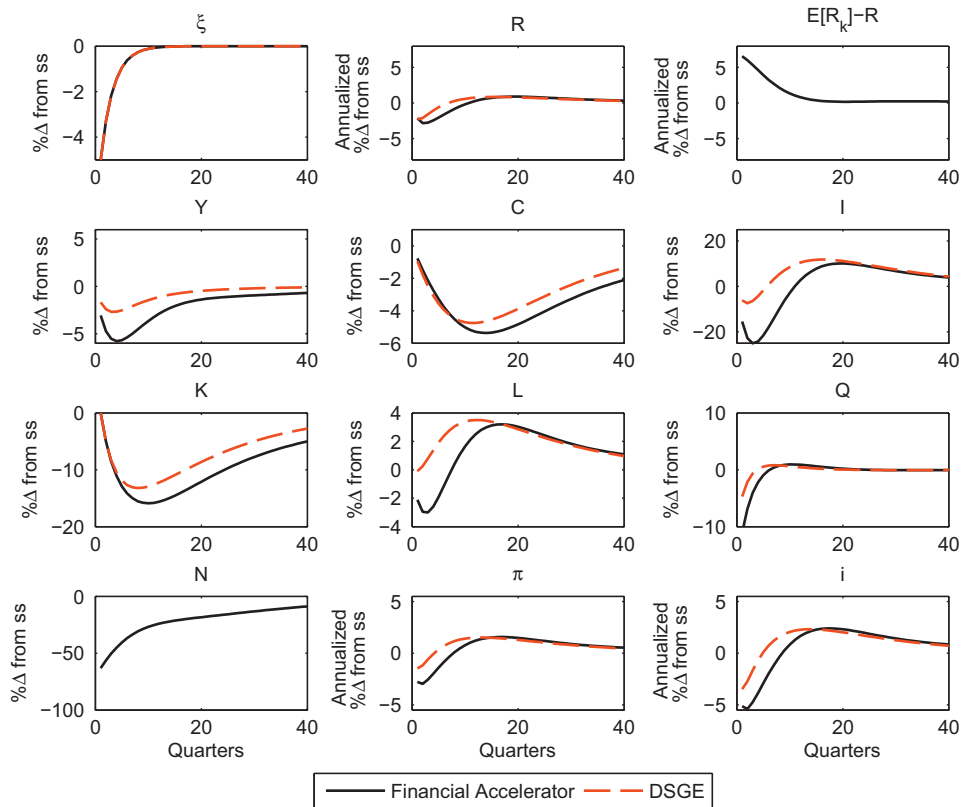 ξ
R
E[R_k]−R
%Δ from ss
0
−2
−4
0
20
40
Annualized
%Δ from ss
5
0
−5
0
20
40
Annualized
%Δ from ss
5
0
−5
0
20
40
Y
C
I
%Δ from ss
5
0
−5
0
20
40
%Δ from ss
0
−2
−4
−6
0
20
40
%Δ from ss
20
0
−20
0
20
40
K
L
Q
%Δ from ss
0
−10
−20
0
20
40
%Δ from ss
4
2
0
−2
−4
0
20
40
%Δ from ss
10
0
−10
0
20
40
N
π
i
%Δ from ss
0
−50
−100
0
20
40
Quarters
Annualized
%Δ from ss
5
0
−5
0
20
40
Quarters
Annualized
%Δ from ss
5
0
−5
0
20
40
Quarters
Financial Accelerator
DSGE